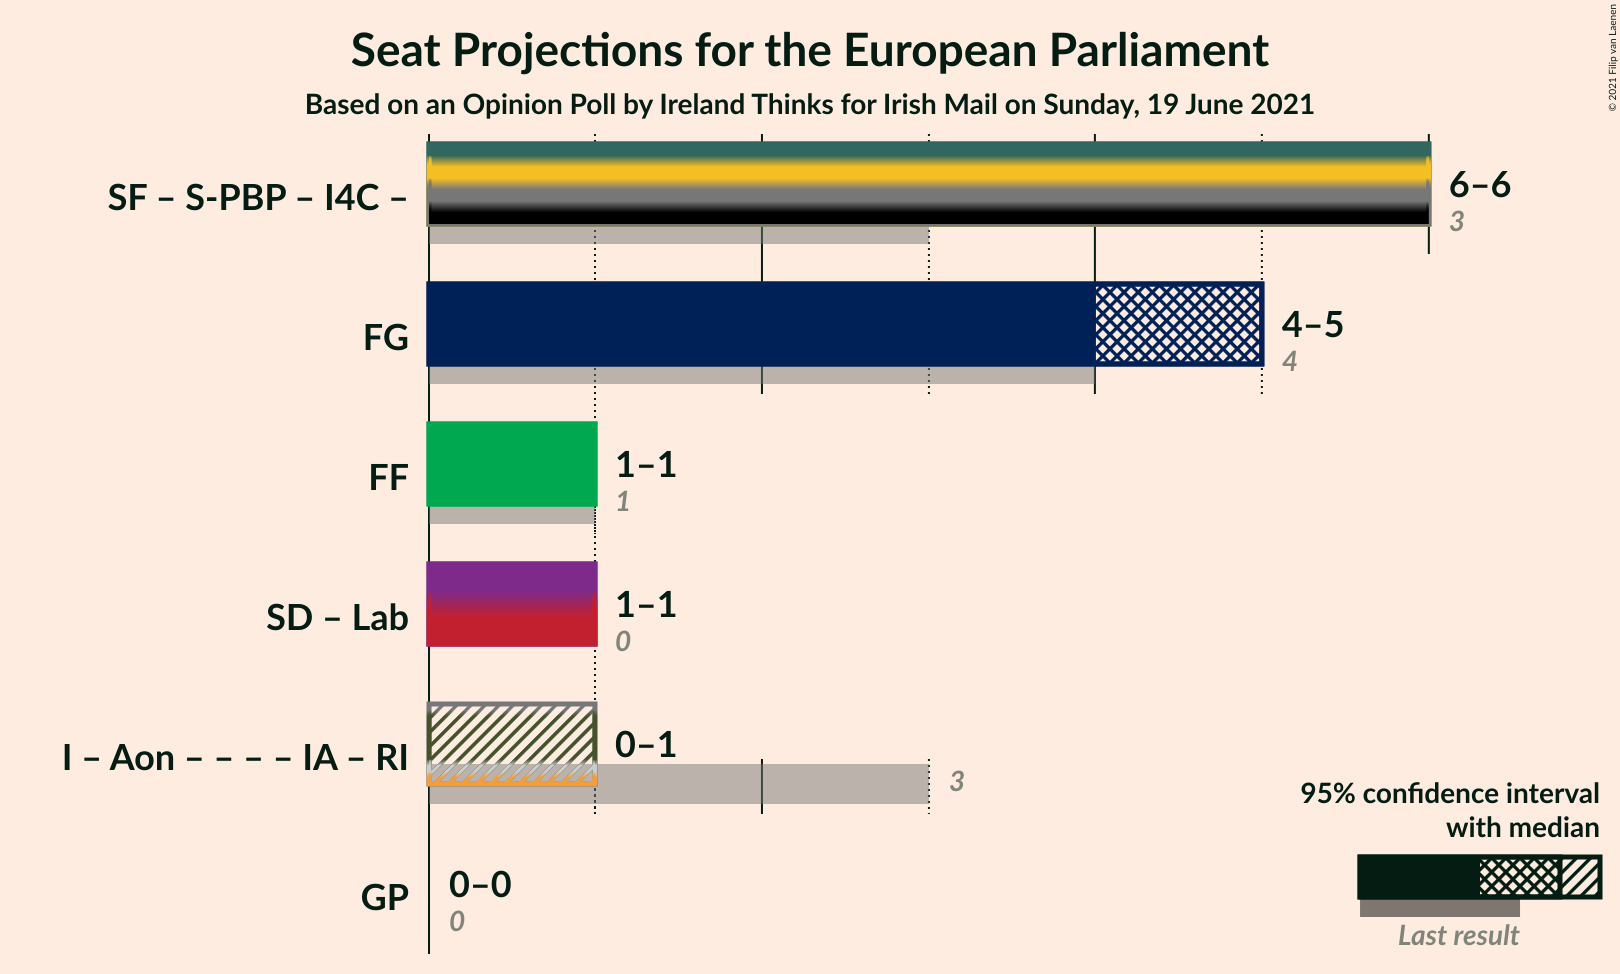 Seat Projections for the European Parliament
Based on an Opinion Poll by Ireland Thinks for Irish Mail on Sunday, 19 June 2021
© 2021 Filip van Laenen
SF – S-PBP – I4C –
6–6
3
FG
4–5
4
FF
1–1
1
SD – Lab
1–1
0
I – Aon – – – – IA – RI
0–1
3
GP
0–0
0
95% confidence interval
with median
Last result